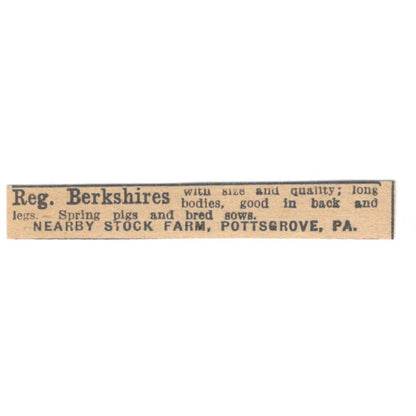 Reg. Berkshires with size and quality; long
bodies, good in back and
legs. Spring pigs and bred sows.
NEARBY STOCK FARM, POTTSGROVE, PA.